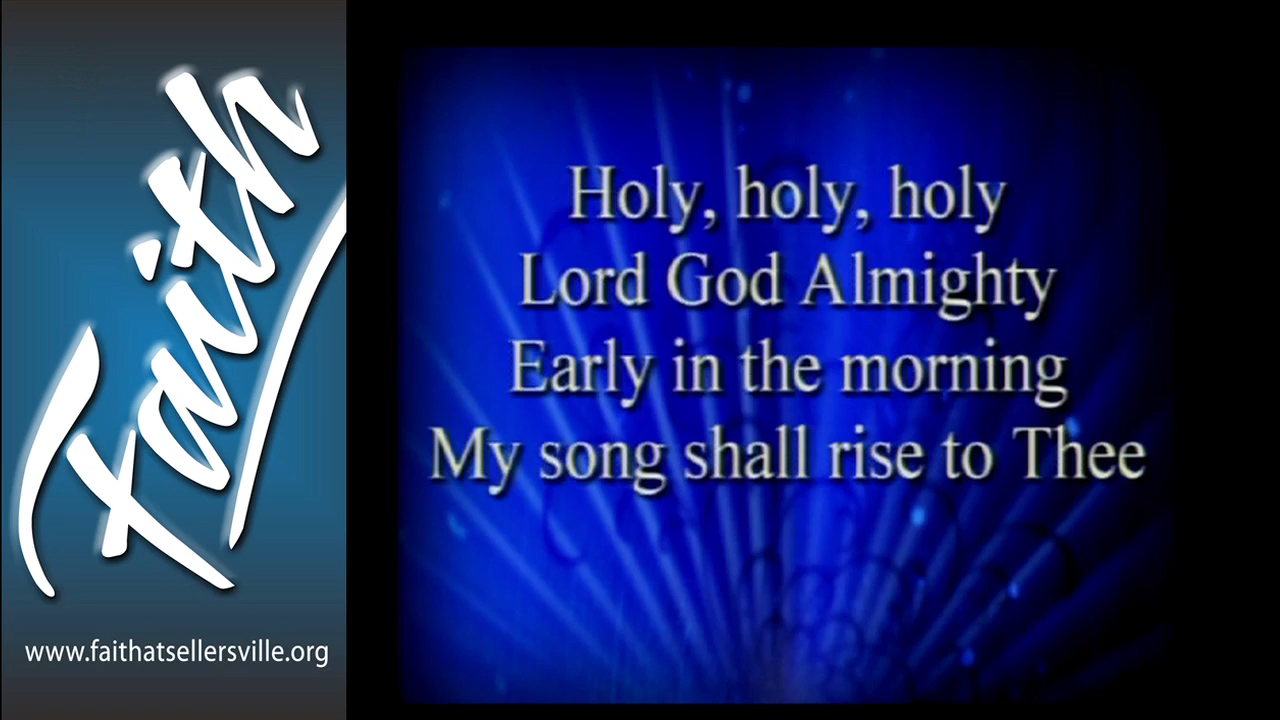 Faith
www.faithatsellersville.org
Holy, holy, holy
Lord God Almighty
Early in the morning
My song shall rise to Thee